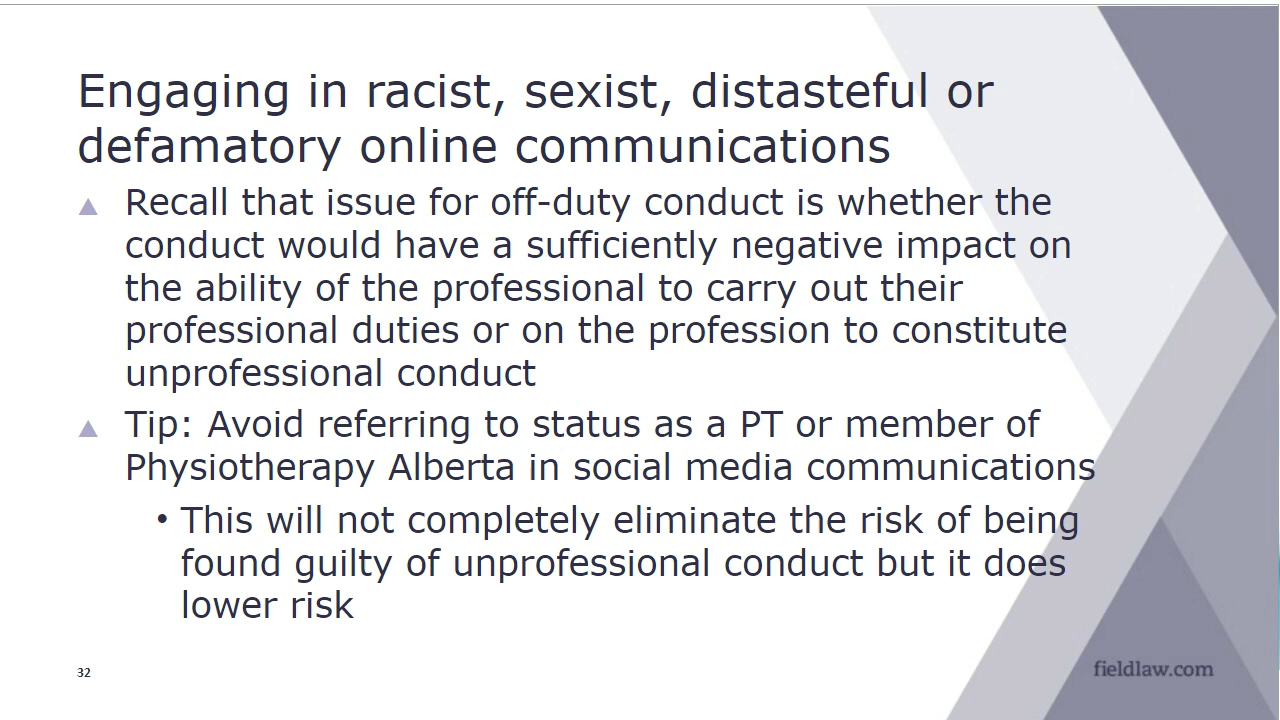 Engaging in racist, sexist, distasteful or
defamatory online communications
Recall that issue for off-duty conduct is whether the
conduct would have a sufficiently negative impact on
the ability of the professional to carry out their
professional duties or on the profession to constitute
unprofessional conduct
Tip: Avoid referring to status as a PT or member of
Physiotherapy Alberta in social media communications
• This will not completely eliminate the risk of being
found guilty of unprofessional conduct but it does
lower risk
32
fieldlaw.com